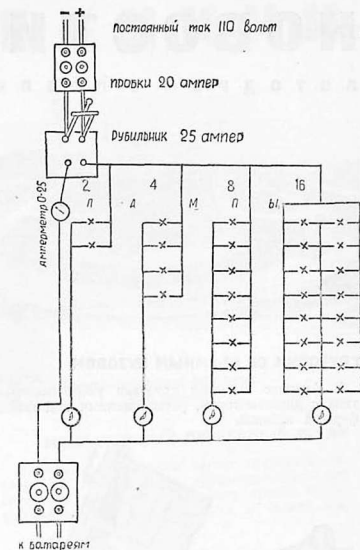 − +
постоянный ток 110 вольт
пробки 20 ампер
рубильник 25 ампер
амперметр 0-25
2 4 8 16
Л А М П Ы
к батареям